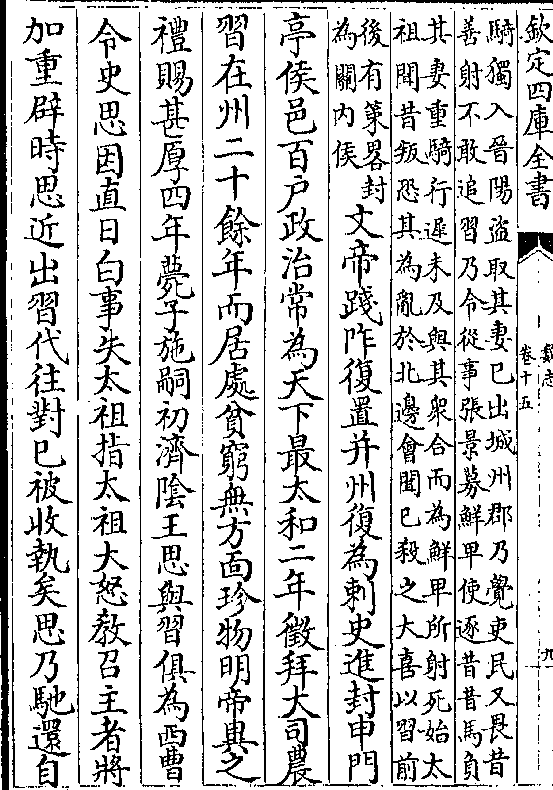 欽定四庫全書
魏志
卷十五
九
騎獨入晉陽盗取其妻已出城州郡乃覺吏民又畏昔
善射不敢追習乃令從事張景募鮮卑使逐昔昔馬負
其妻重騎行遲未及與其衆合而為鮮卑所射死始太
祖聞昔叛恐其為亂於北邊會聞已殺之大喜以習前
後有策畧封
為關内侯
文帝踐阼復置并州復為刺史進封申門
亭侯邑百户政治常為天下最太和二年徵拜大司農
習在州二十餘年而居處貧窮無方面珍物明帝異之
禮賜甚厚四年薨子施嗣初濟陰王思與習俱為西曹
令史思因直日白事失太祖指太祖大怒教召主者將
加重辟時思近出習代往對已被收執矣思乃馳還自